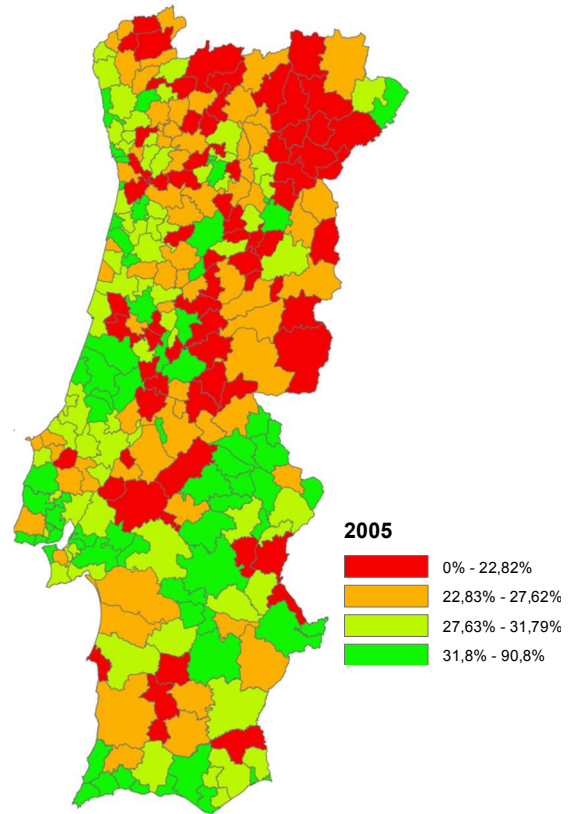 2005
0% - 22,82%
22,83% - 27,62%
27,63% - 31,79%
31,8% - 90,8%